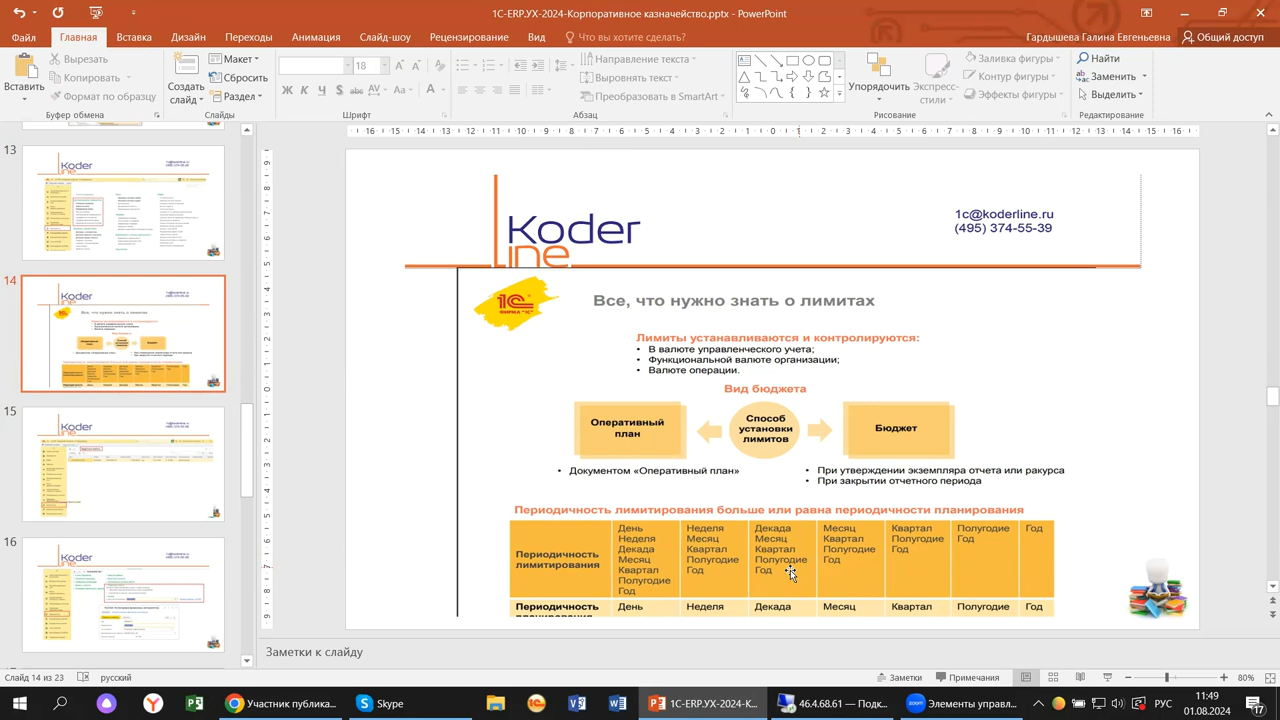 1C-ERP.УХ-2024-Корпоративное...
Файл
Главная
Вставка
Дизайн
Переходы
Анимация
Слайд-шоу
Рецензирование
Вид
Что вы хотите сделать?
Гардышева Галина Евгеньевна
Общий доступ
Вставить
Вырезать
Копировать
Формат по образцу
Буфер обмена
Создать слайд
Макет
Сбросить
Раздел
Слайды
18
Ж К Ч S abc AV Aa A
Шрифт
Направление текста
Выровнять текст
Преобразовать в SmartArt
Абзац
Упорядочить
Экспресс-стили
Заливка фигуры
Контур фигуры
Эффекты фигуры
Рисование
Найти
Заменить
Выделить
Редактирование
13
14
15
16
Koder
line
1c@koderline.ru
(495) 374-55-39
1С
ФИРМА "1С"
Все, что нужно знать о лимитах
Лимиты устанавливаются и контролируются:
• В валюте управленческого учета;
• Функциональной валюте организации;
• Валюте операции.
Вид бюджета
Оперативный план
Способ установки лимитов
Бюджет
• Документом «Оперативный план»
• При утверждении экземпляра отчета или ракурса
• При закрытии отчетного периода
Периодичность лимитирования больше или равна периодичности планирования
Периодичность лимитирования
День Неделя Декада Месяц Квартал Полугодие Год
Неделя Месяц Квартал Полугодие Год
Декада Месяц Квартал Полугодие Год
Месяц Квартал Полугодие Год
Квартал Полугодие Год
Полугодие Год
Год
Периодичность
День Неделя Декада Месяц Квартал Полугодие Год
Заметки к слайду
Слайд 14 из 23
русский
Заметки
Примечания
80%
Участник публика...
Skype
1C-ERP.УХ-2024-К...
46.4.68.61 — Подк...
Элементы управл...
РУС
11:49
01.08.2024